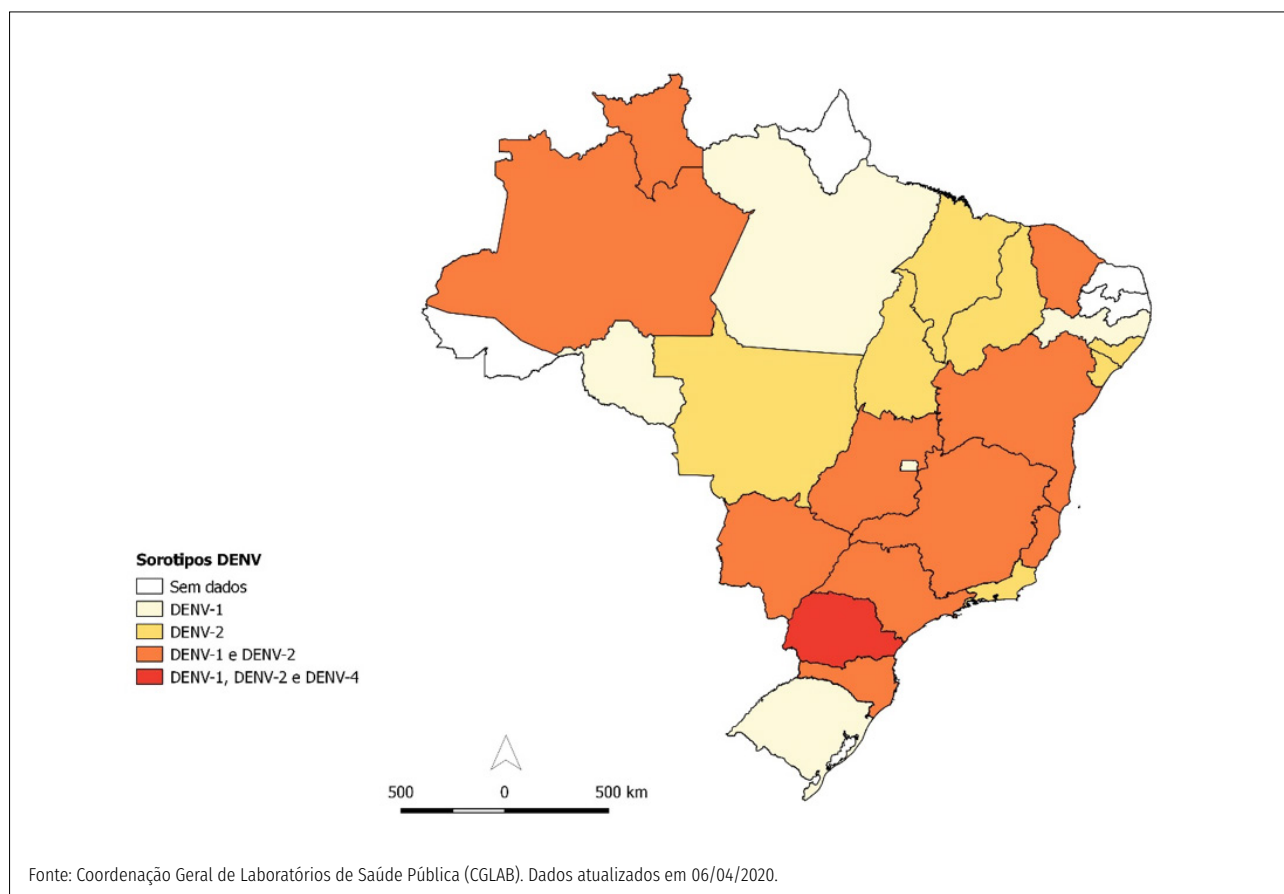 Sorotipos DENV
Sem dados
DENV-1
DENV-2
DENV-1 e DENV-2
DENV-1, DENV-2 e DENV-4
500 0 500 km
Fonte: Coordenação Geral de Laboratórios de Saúde Pública (CGLAB). Dados atualizados em 06/04/2020.